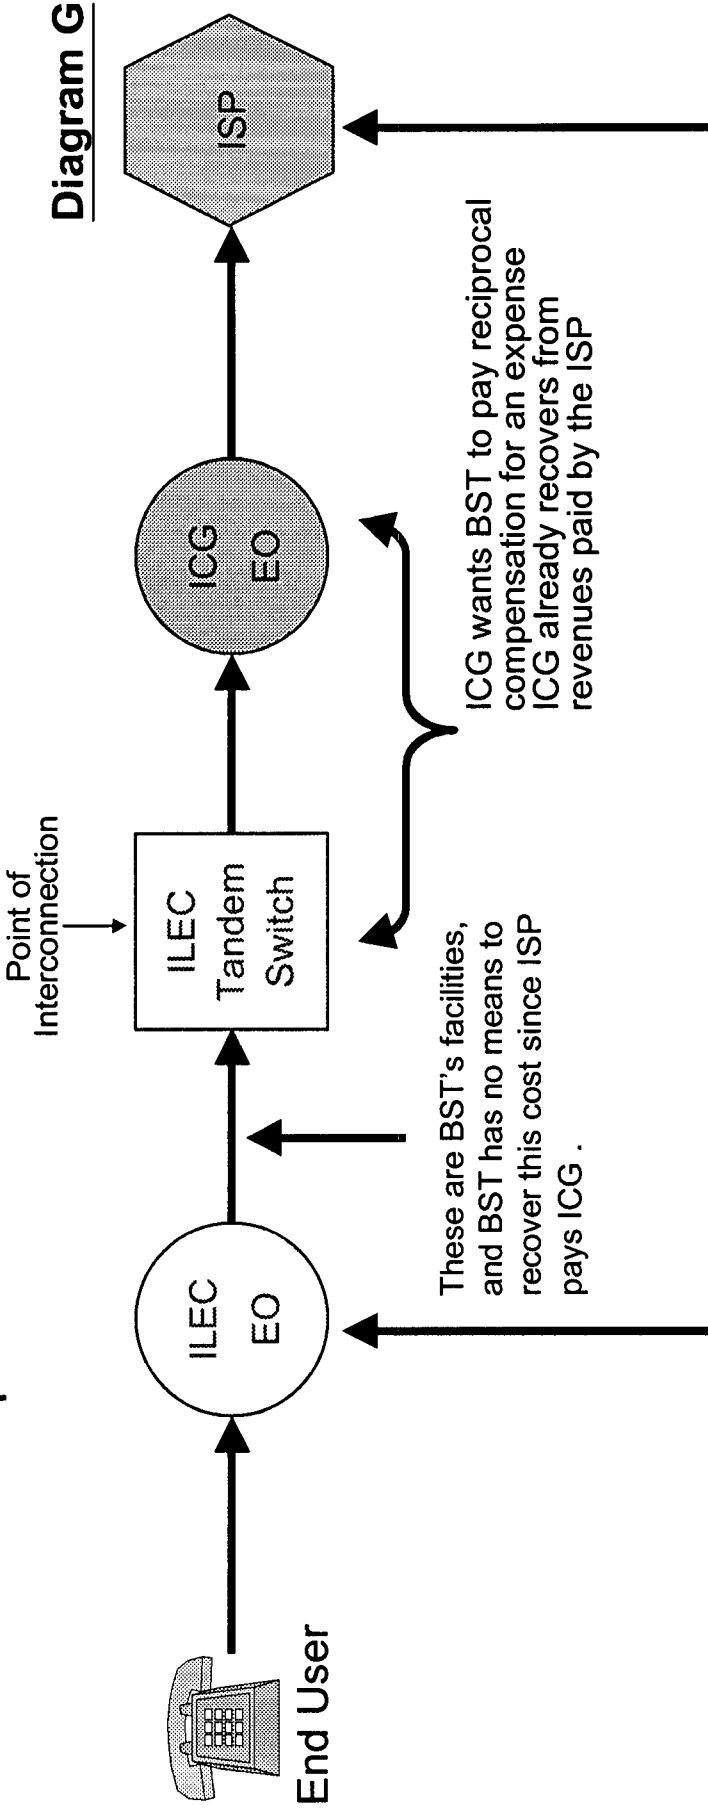 Diagram G
Point of
Interconnection
End User
ILEC
EO
ILEC
Tandem
Switch
ICG
EO
ISP
These are BST's facilities,
and BST has no means to
recover this cost since ISP
pays ICG .
ICG wants BST to pay reciprocal
compensation for an expense
ICG already recovers from
revenues paid by the ISP